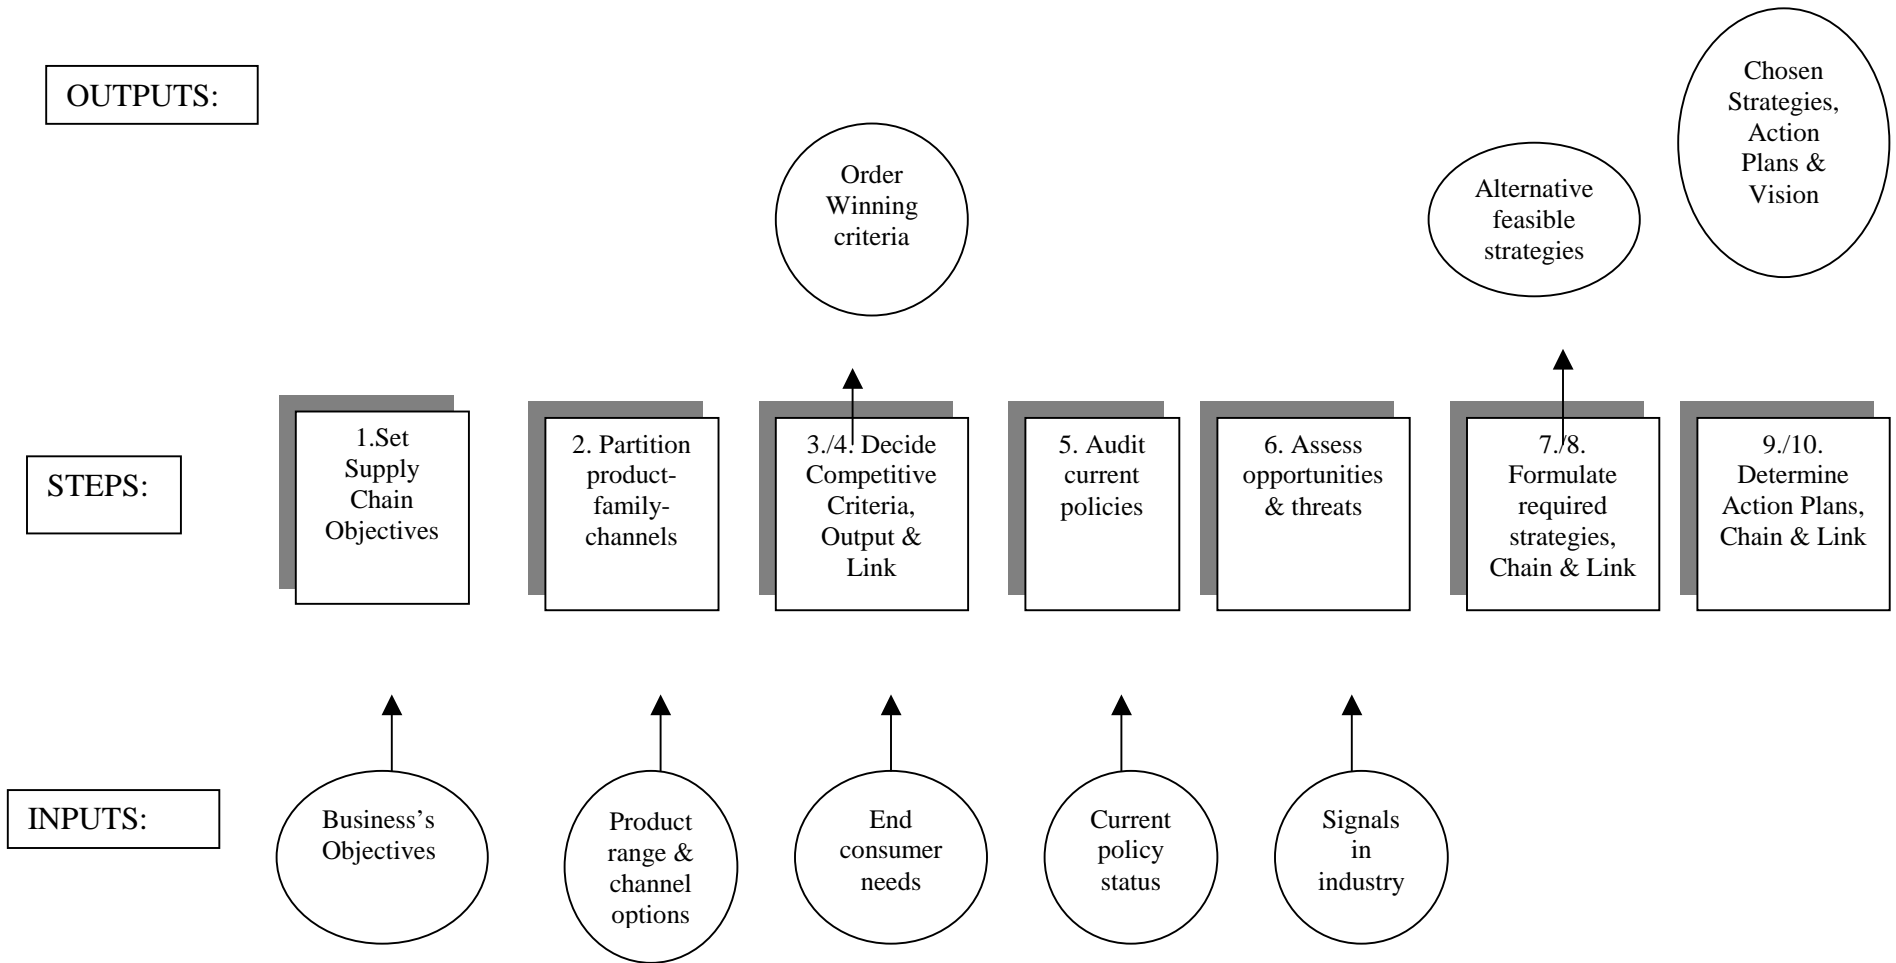 OUTPUTS:
Chosen
Strategies,
Action
Plans &
Vision
Order
Winning
criteria
Alternative
feasible
strategies
STEPS:
1.Set
Supply
Chain
Objectives
2. Partition
product-
family-
channels
3./4. Decide
Competitive
Criteria,
Output &
Link
5. Audit
current
policies
6. Assess
opportunities
& threats
7./8.
Formulate
required
strategies,
Chain & Link
9./10.
Determine
Action Plans,
Chain & Link
INPUTS:
Business’s
Objectives
Product
range &
channel
options
End
consumer
needs
Current
policy
status
Signals
in
industry